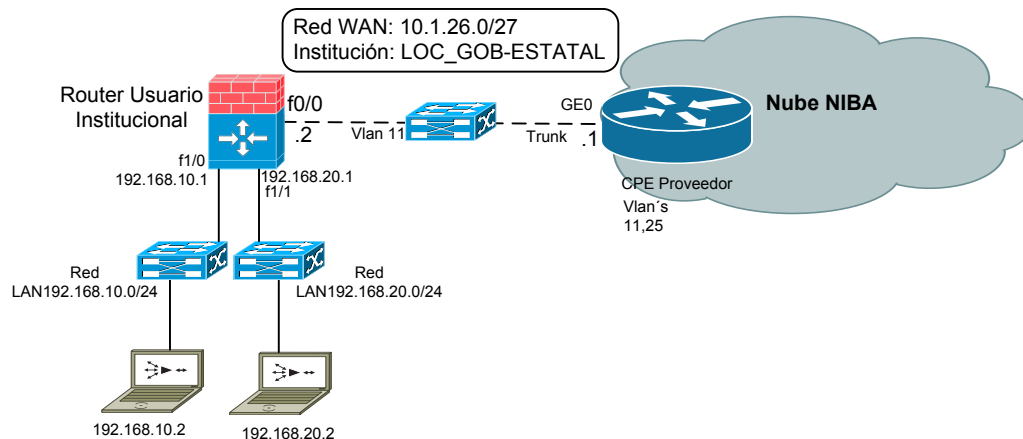 Red WAN: 10.1.26.0/27
Institución: LOC_GOB-ESTATAL
Router Usuario
Institucional
f0/0
.2
Vlan 11
Trunk
GE0
.1
Nube NIBA
CPE Proveedor
Vlan´s
11,25
f1/0
192.168.10.1
192.168.20.1
f1/1
Red
LAN192.168.10.0/24
Red
LAN192.168.20.0/24
192.168.10.2
192.168.20.2